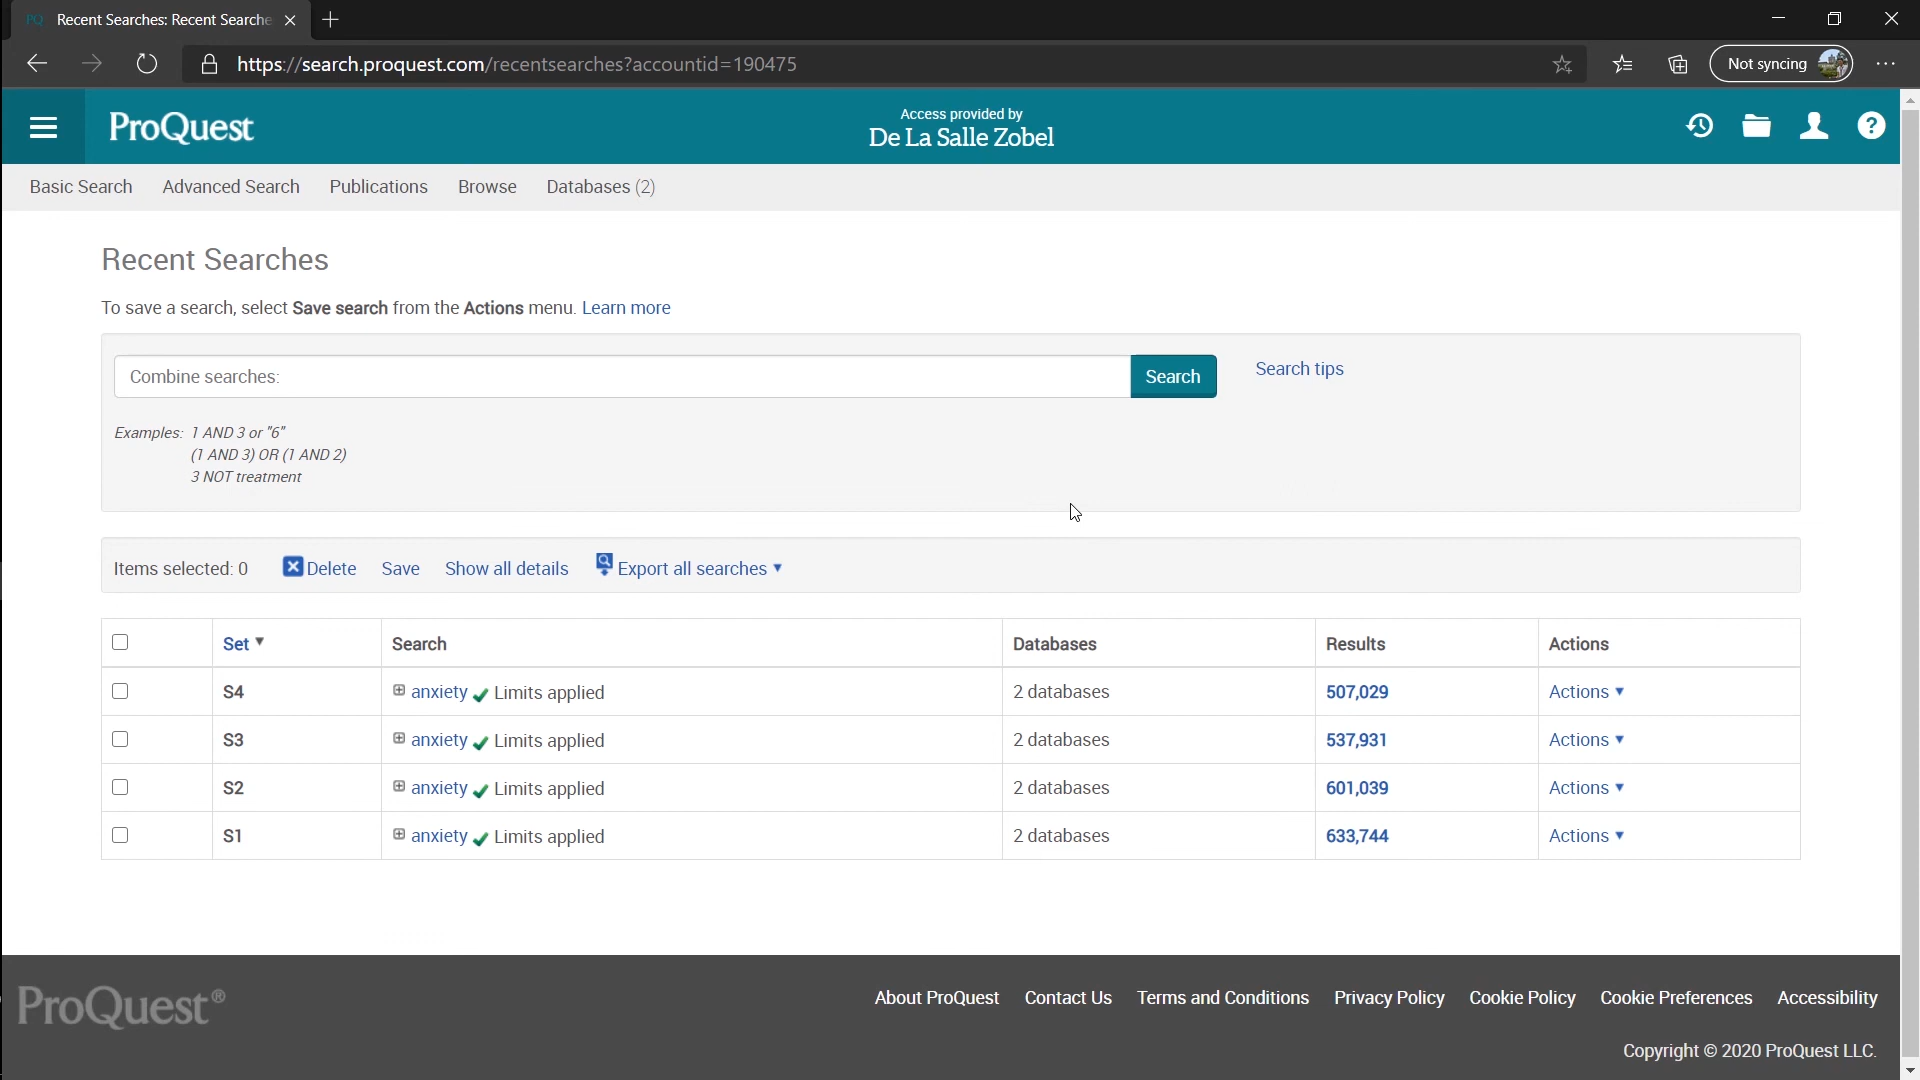 Recent Searches: Recent Searche
https://search.proquest.com/recentsearches?accountid=190475
Not syncing
ProQuest
Access provided by
De La Salle Zobel
Basic Search Advanced Search Publications Browse Databases (2)
Recent Searches
To save a search, select Save search from the Actions menu. Learn more
Combine searches: Search Search tips
Examples: 1 AND 3 or "6"
(1 AND 3) OR (1 AND 2)
3 NOT treatment
Items selected: 0 Delete Save Show all details Export all searches
Set Search Databases Results Actions
S4 anxiety Limits applied 2 databases 507,029 Actions
S3 anxiety Limits applied 2 databases 537,931 Actions
S2 anxiety Limits applied 2 databases 601,039 Actions
S1 anxiety Limits applied 2 databases 633,744 Actions
ProQuest®
About ProQuest Contact Us Terms and Conditions Privacy Policy Cookie Policy Cookie Preferences Accessibility
Copyright © 2020 ProQuest LLC.